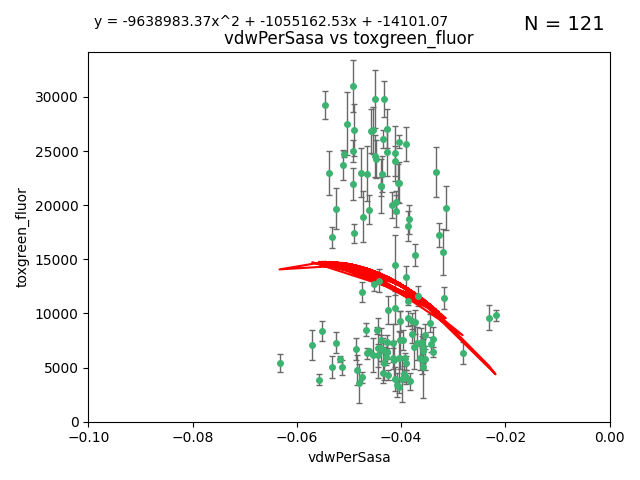 y = -9638983.37x^2 + -1055162.53x + -14101.07
N = 121
vdwPerSasa vs toxgreen_fluor
toxgreen_fluor
30000
25000
20000
15000
10000
5000
0
−0.10
−0.08
−0.06
−0.04
−0.02
0.00
vdwPerSasa